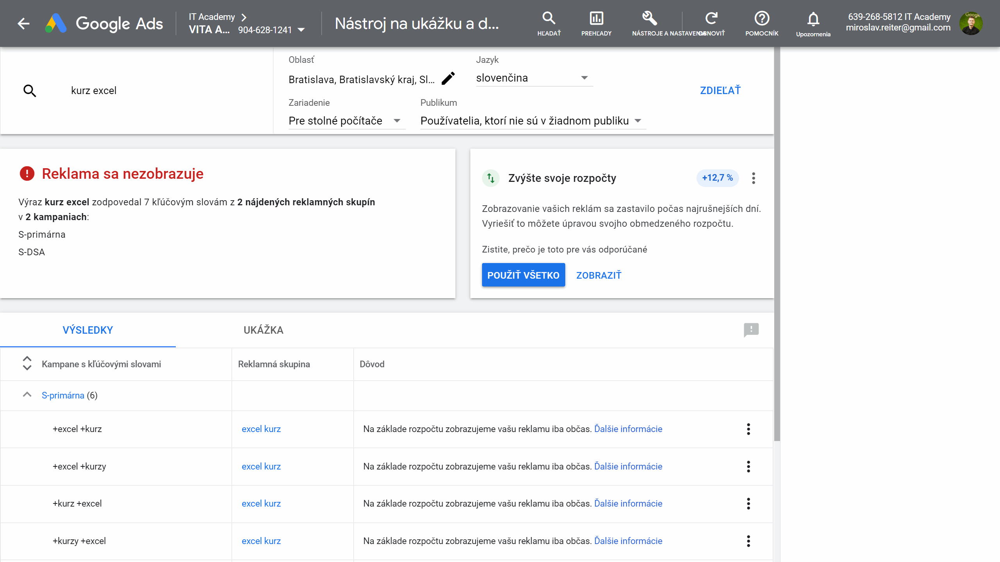 Google Ads
IT Academy
VITA A... 904-628-1241
Nástroj na ukážku a d...
HĽADAŤ
PREHĽADY
NÁSTROJE A NASTAVENIA
OBNOVIŤ
POMOCNÍK
Upozornenia
639-268-5812 IT Academy
miroslav.reiter@gmail.com
Google
kurz excel
Oblasť
Bratislava, Bratislavský kraj, Sl...
Jazyk
slovenčina
Zariadenie
Pre stolné počítače
Publikum
Používatelia, ktorí nie sú v žiadnom publiku
ZDIEĽAŤ
Reklama sa nezobrazuje
Výraz kurz excel zodpovedal 7 kľúčovým slovám z 2 nájdených reklamných skupín
v 2 kampaniach:
S-primárna
S-DSA
Zvýšte svoje rozpočty
+12,7 %
Zobrazovanie vašich reklám sa zastavilo počas najrušnejších dní.
Vyriešiť to môžete úpravou svojho obmedzeného rozpočtu.
Zistite, prečo je toto pre vás odporúčané
POUŽIŤ VŠETKO
ZOBRAZIŤ
VÝSLEDKY
UKÁŽKA
Kampane s kľúčovými slovami
Reklamná skupina
Dôvod
S-primárna (6)
+excel +kurz
excel kurz
Na základe rozpočtu zobrazujeme vašu reklamu iba občas. Ďalšie informácie
+excel +kurzy
excel kurz
Na základe rozpočtu zobrazujeme vašu reklamu iba občas. Ďalšie informácie
+kurz +excel
excel kurz
Na základe rozpočtu zobrazujeme vašu reklamu iba občas. Ďalšie informácie
+kurzy +excel
excel kurz
Na základe rozpočtu zobrazujeme vašu reklamu iba občas. Ďalšie informácie